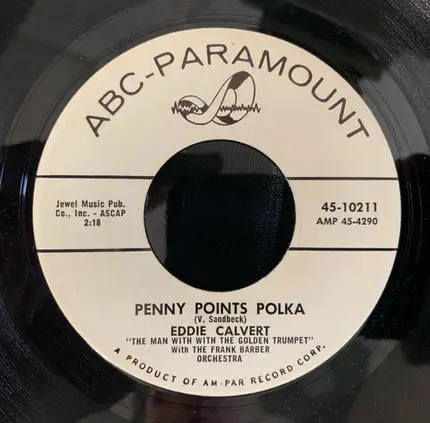 ABC-PARAMOUNT
Jewel Music Pub.
Co., Inc. - ASCAP
2:18
45-10211
AMP 45-4290
PENNY POINTS POLKA
(V. Sandbeck)
EDDIE CALVERT
"THE MAN WITH WITH THE GOLDEN TRUMPET"
With THE FRANK BARBER
ORCHESTRA
A PRODUCT OF AM-PAR RECORD CORP.